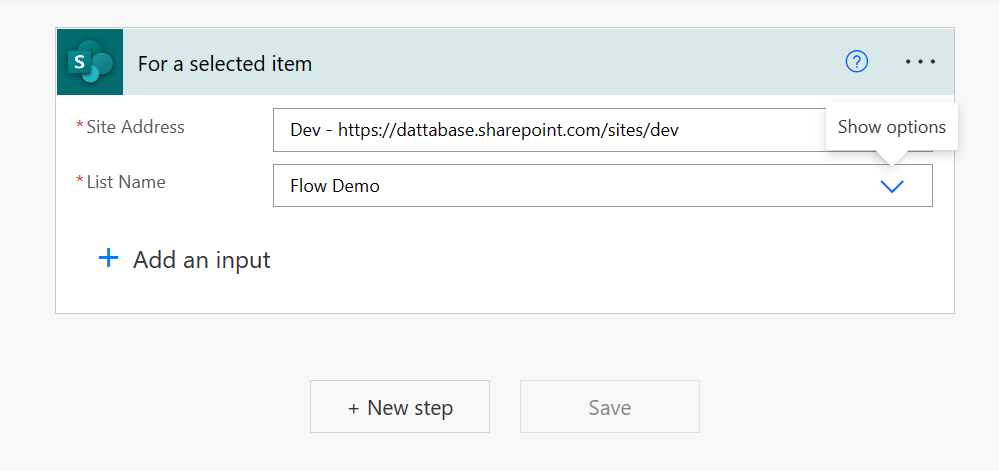 S
For a selected item
?
* Site Address
Dev - https://dattabase.sharepoint.com/sites/dev
Show options
* List Name
Flow Demo
+ Add an input
+ New step
Save